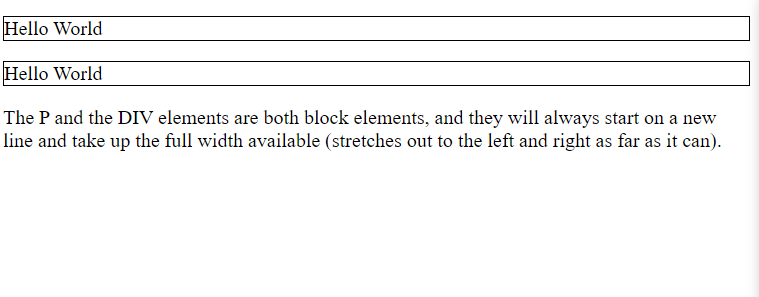 Hello World
Hello World
The P and the DIV elements are both block elements, and they will always start on a new
line and take up the full width available (stretches out to the left and right as far as it can).